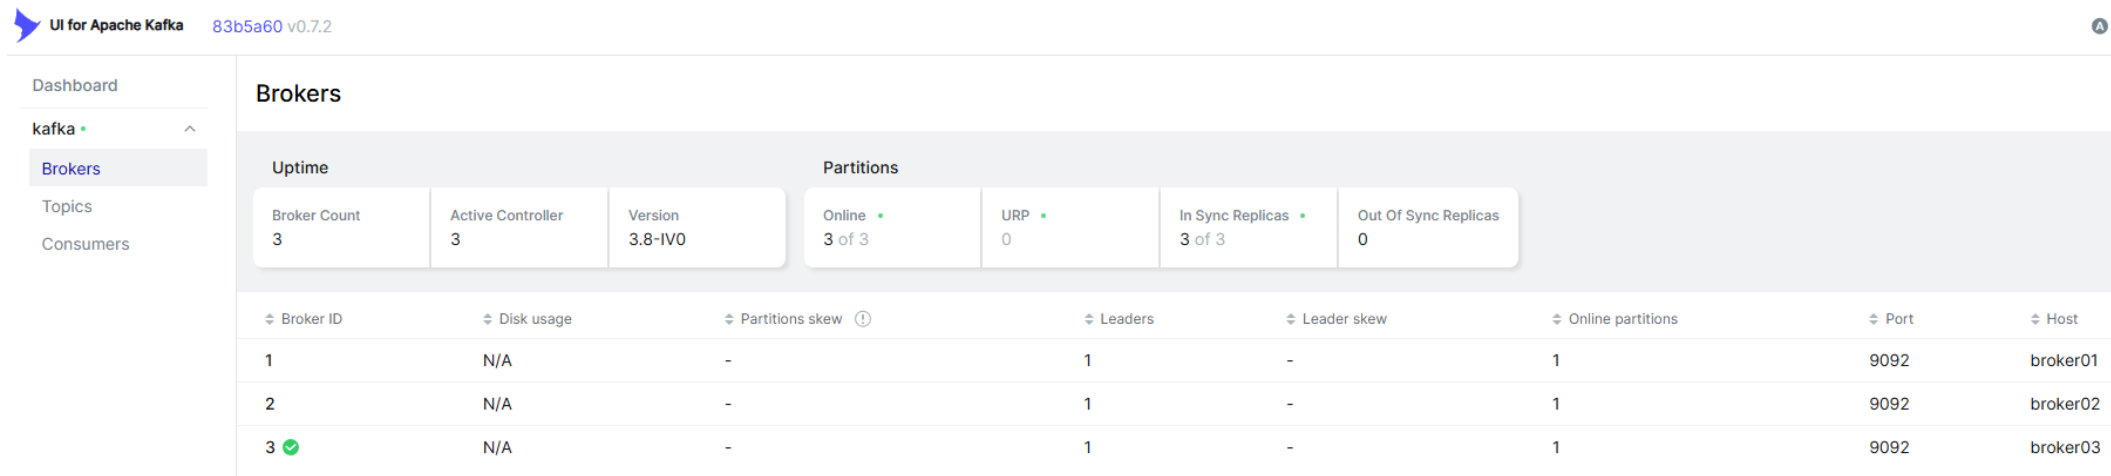 UI for Apache Kafka 83b5a60 v0.7.2 A
Dashboard
kafka
Brokers
Topics
Consumers
Brokers
Uptime
Broker Count
3
Active Controller
3
Version
3.8-IV0
Partitions
Online
3 of 3
URP
0
In Sync Replicas
3 of 3
Out Of Sync Replicas
0
Broker ID Disk usage Partitions skew Leaders Leader skew Online partitions Port Host
1 N/A - 1 - 1 9092 broker01
2 N/A - 1 - 1 9092 broker02
3 N/A - 1 - 1 9092 broker03